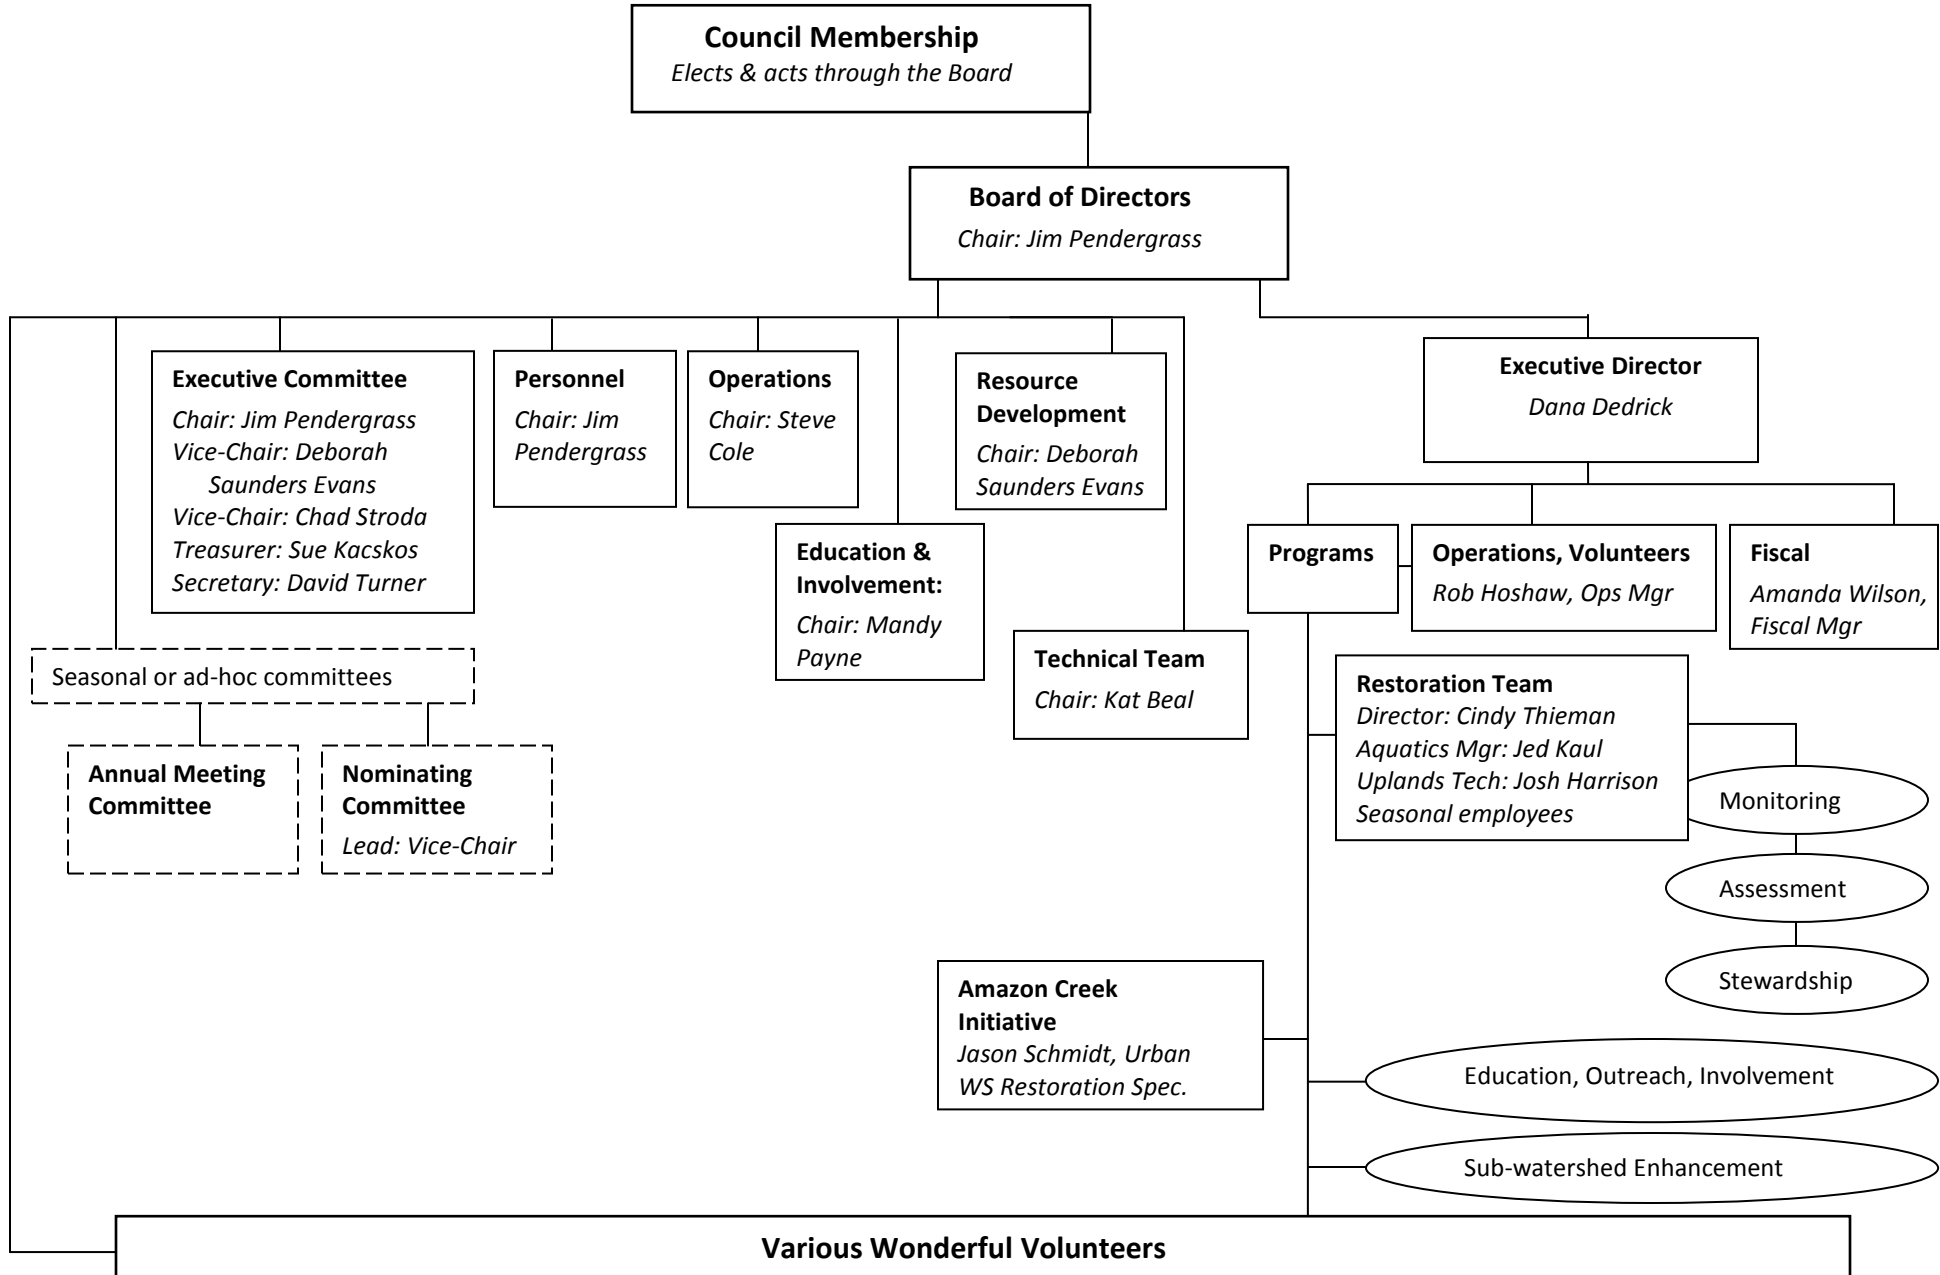 Council Membership
Elects & acts through the Board
Board of Directors
Chair: Jim Pendergrass
Executive Committee
Chair: Jim Pendergrass
Vice-Chair: Deborah
Saunders Evans
Vice-Chair: Chad Stroda
Treasurer: Sue Kacskos
Secretary: David Turner
Personnel
Chair: Jim
Pendergrass
Operations
Chair: Steve
Cole
Resource
Development
Chair: Deborah
Saunders Evans
Executive Director
Dana Dedrick
Education &
Involvement:
Chair: Mandy
Payne
Technical Team
Chair: Kat Beal
Programs
Operations, Volunteers
Rob Hoshaw, Ops Mgr
Fiscal
Amanda Wilson,
Fiscal Mgr
Seasonal or ad-hoc committees
Annual Meeting
Committee
Nominating
Committee
Lead: Vice-Chair
Restoration Team
Director: Cindy Thieman
Aquatics Mgr: Jed Kaul
Uplands Tech: Josh Harrison
Seasonal employees
Monitoring
Assessment
Stewardship
Amazon Creek
Initiative
Jason Schmidt, Urban
WS Restoration Spec.
Education, Outreach, Involvement
Sub-watershed Enhancement
Various Wonderful Volunteers